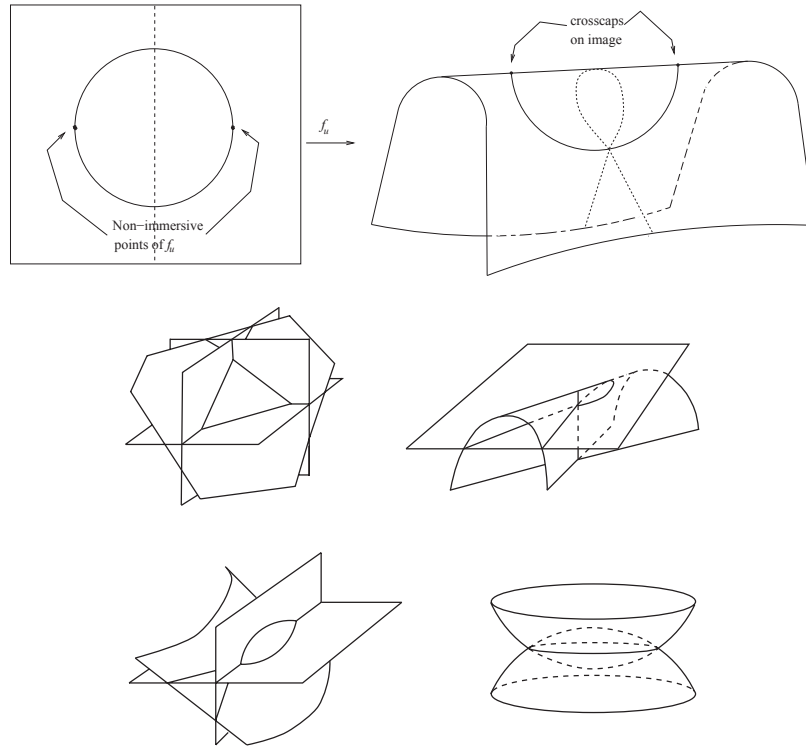 crosscaps
on image
f_u
Non−immersive
points of f_u